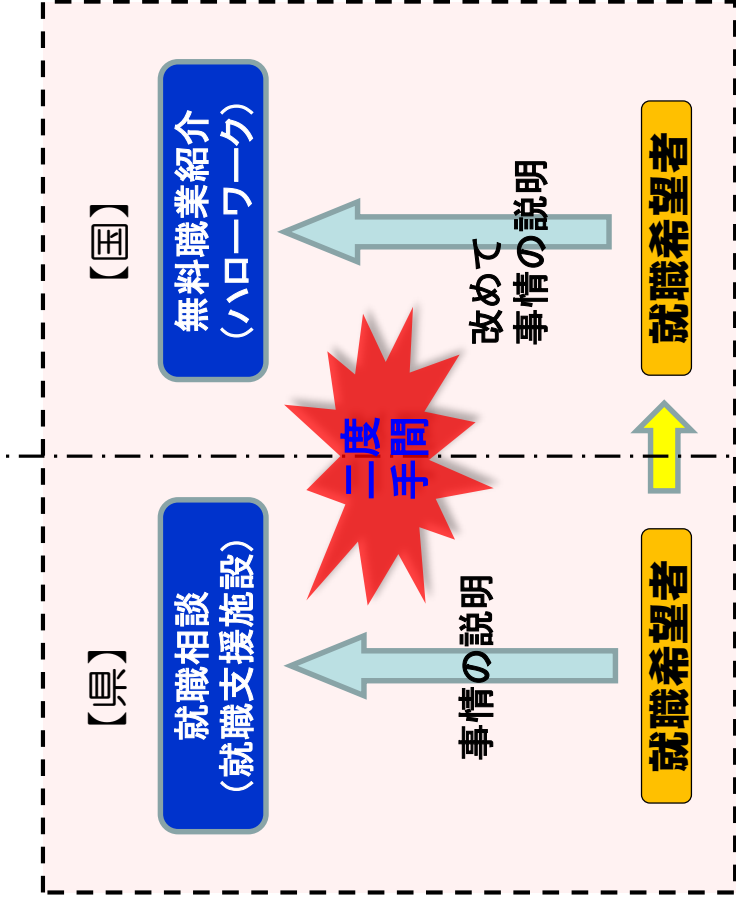 【県】
就職相談
（就職支援施設）
事情の説明
就職希望者
二度
手間
【国】
無料職業紹介
（ハローワーク）
改めて
事情の説明
就職希望者